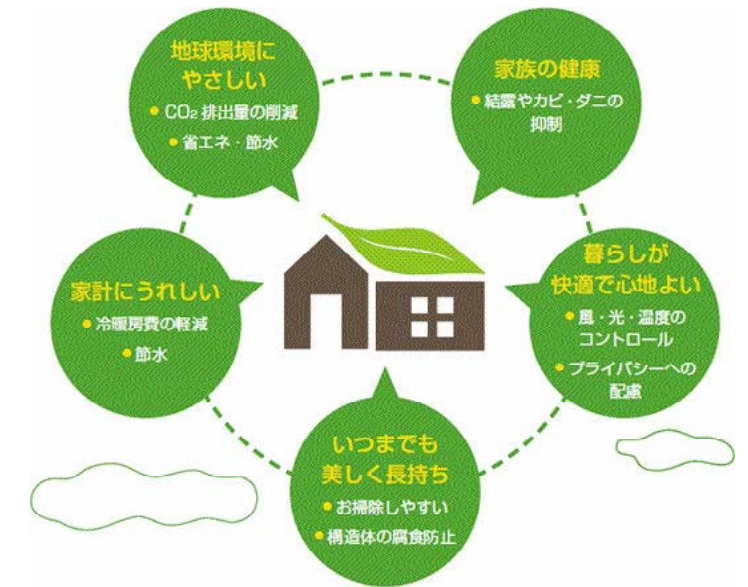 地球環境に
やさしい
• CO₂ 排出量の削減
• 省エネ・節水
家族の健康
• 結露やカビ・ダニの
抑制
家計にうれしい
• 冷暖房費の軽減
• 節水
暮らしが
快適で心地よい
• 風・光・温度の
コントロール
• プライバシーへの
配慮
いつまでも
美しく長持ち
• お掃除しやすい
• 構造体の腐食防止